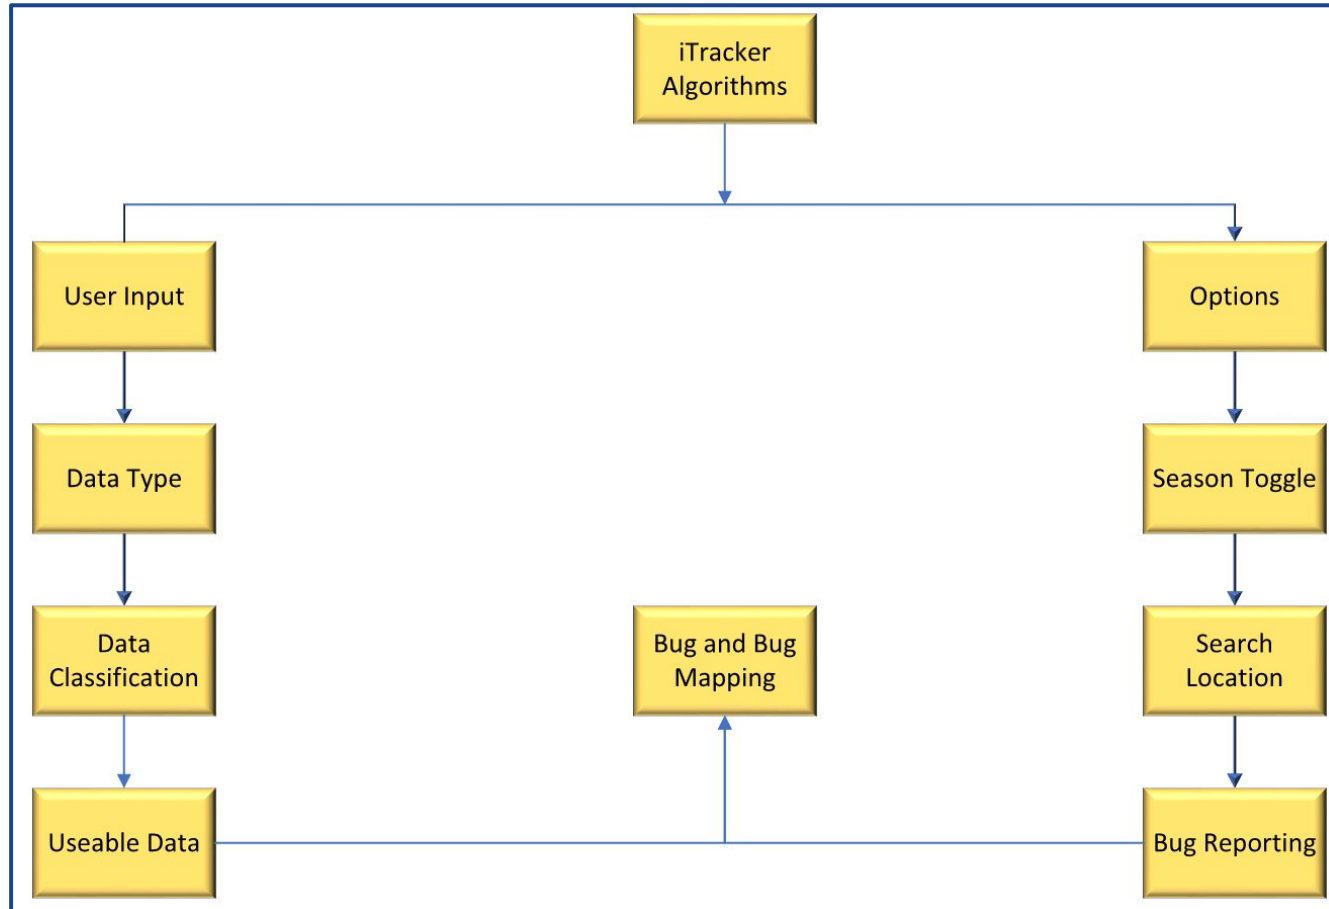 iTracker
Algorithms
User Input
Options
Data Type
Season Toggle
Data
Classification
Bug and Bug
Mapping
Search
Location
Useable Data
Bug Reporting